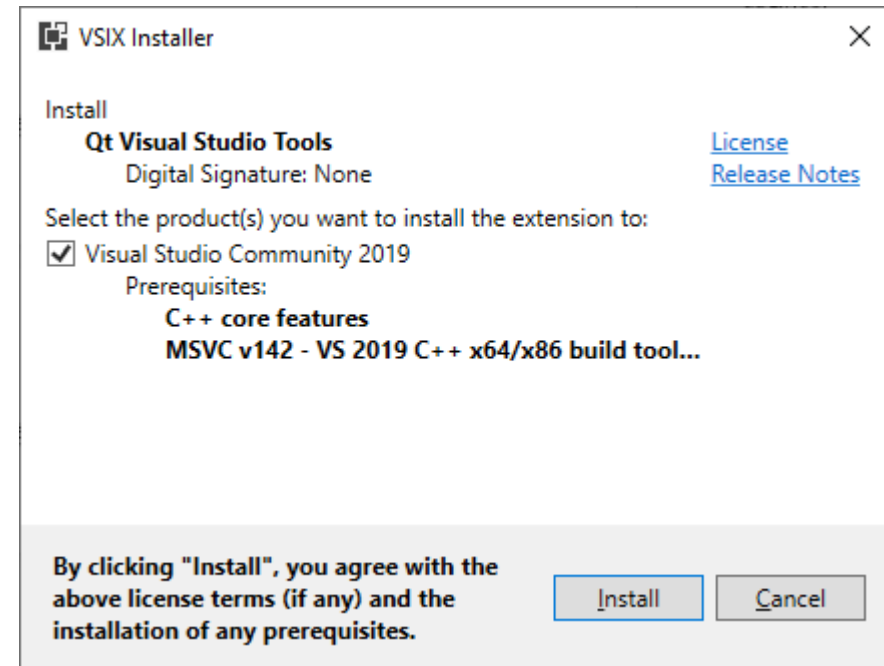 VSIX Installer
Install
Qt Visual Studio Tools
License
Digital Signature: None
Release Notes
Select the product(s) you want to install the extension to:
Visual Studio Community 2019
Prerequisites:
C++ core features
MSVC v142 - VS 2019 C++ x64/x86 build tool...
By clicking "Install", you agree with the
above license terms (if any) and the
installation of any prerequisites.
Install
Cancel